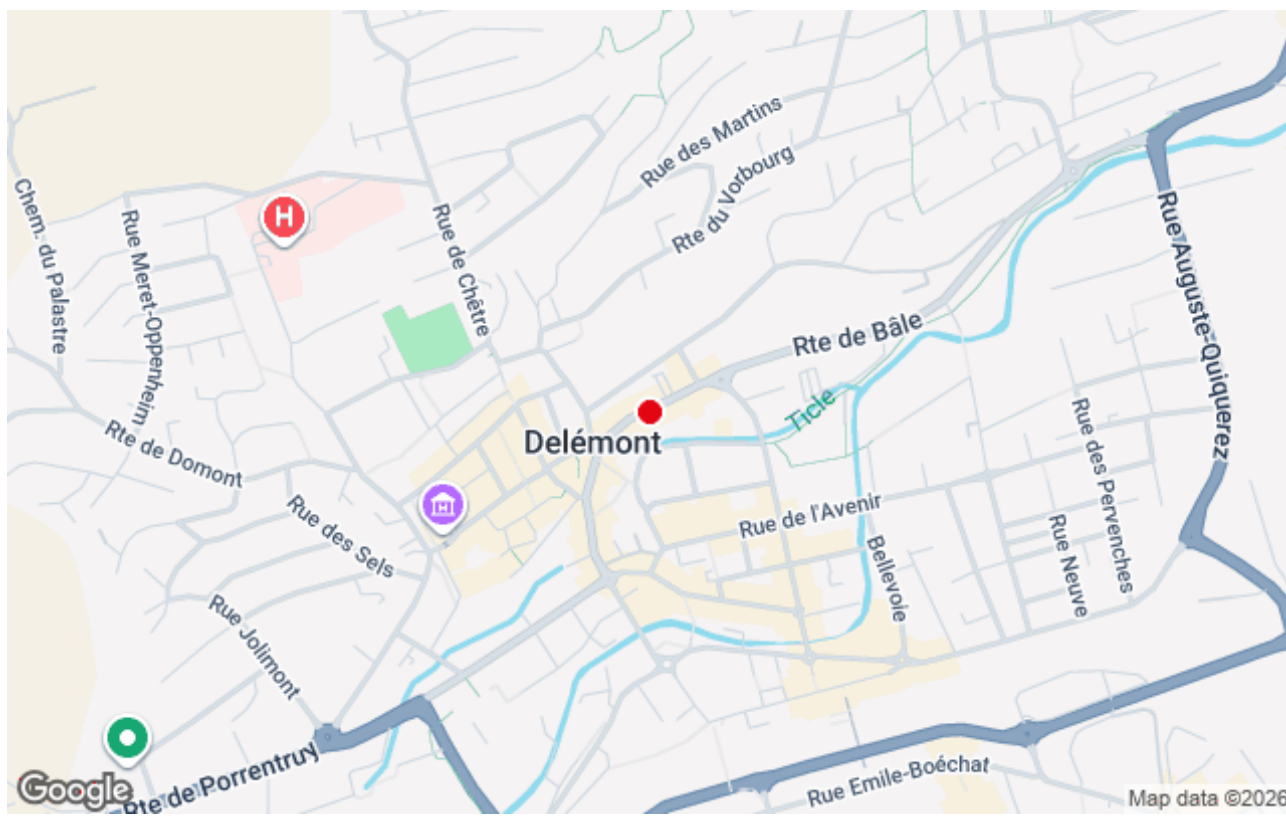 Rue des Martins
Rte du Vorbourg
Chem. du Palastre
Rue Meret-Oppenheim
H
Rue de Chêtre
Rue Auguste-Quiquerez
Rte de Bâle
Ticle
Delémont
Rte de Domont
Rue des Pervenches
H
Rue de l'Avenir
Rue des Sels
Rue Neuve
Bellevoie
Rue Jolimont
Rte de Porrentruy
Rue Emile-Boéchat
Google
Map data ©2026